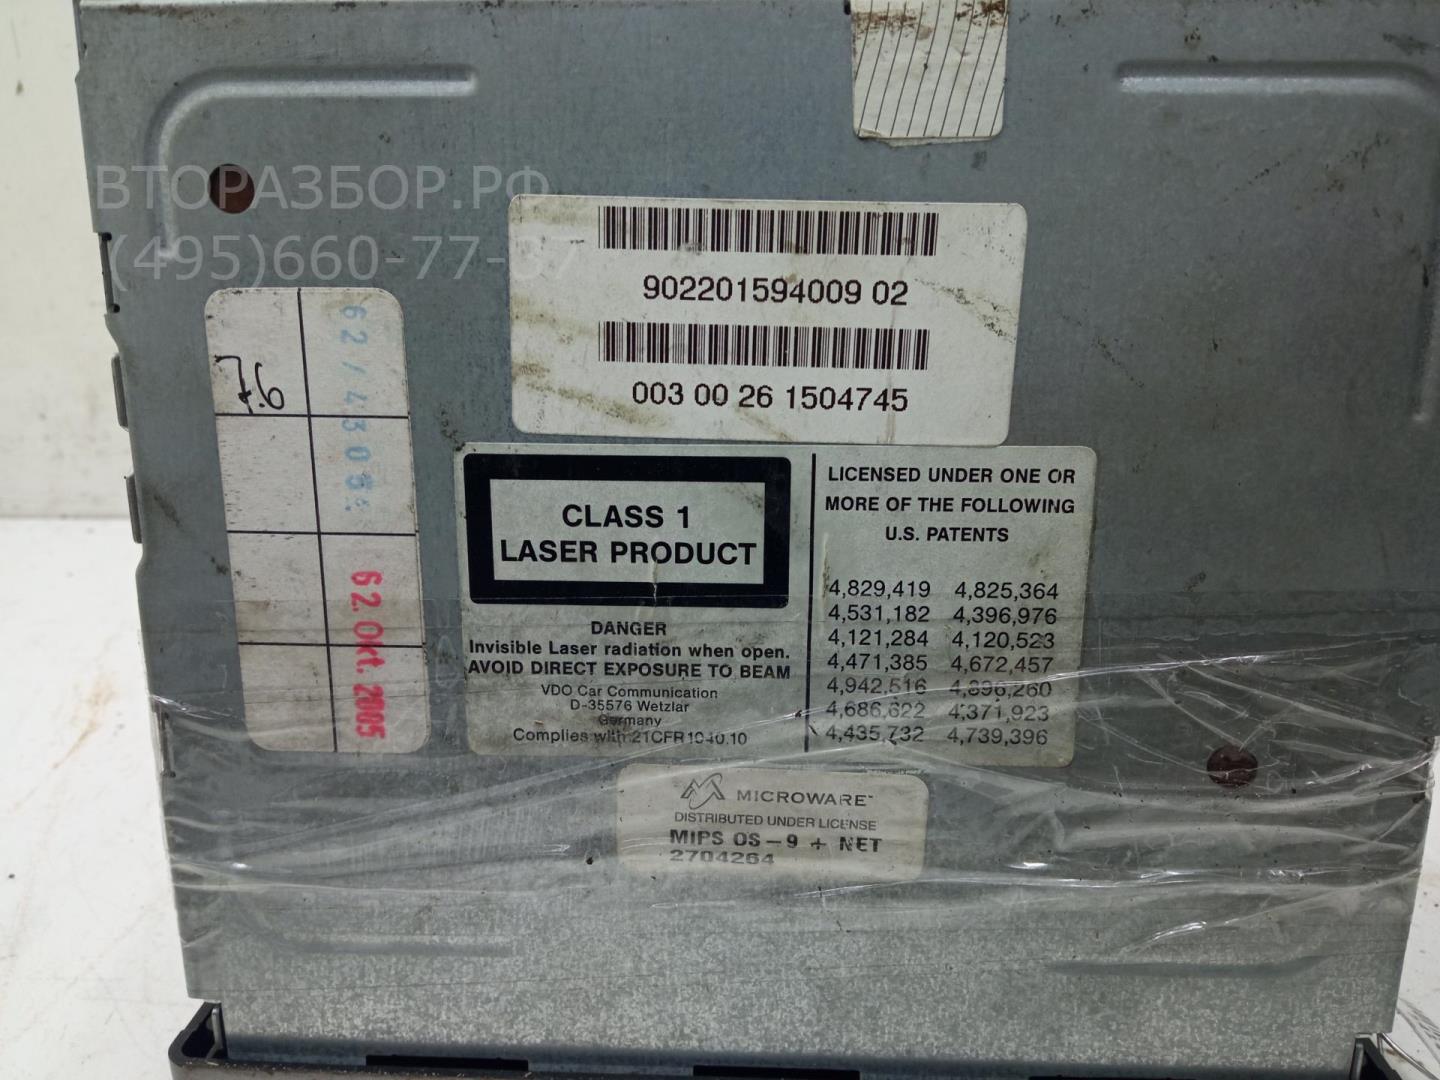 ВТОРАЗБОР.РФ
(495)660-77-37
902201594009 02
003 00 26 1504745
7.6
62. Okt. 2005
CLASS 1
LASER PRODUCT
DANGER
Invisible Laser radiation when open.
AVOID DIRECT EXPOSURE TO BEAM
VDO Car Communication
D-35576 Wetzlar
Germany
Complies with 21CFR1040.10
LICENSED UNDER ONE OR
MORE OF THE FOLLOWING
U.S. PATENTS
4,829,419 4,825,364
4,531,182 4,396,976
4,121,284 4,120,523
4,471,385 4,672,457
4,942,516 4,896,260
4,686,622 4,371,923
4,435,732 4,739,396
MICROWARE™
DISTRIBUTED UNDER LICENSE
MIPS OS-9 + NET
2704264